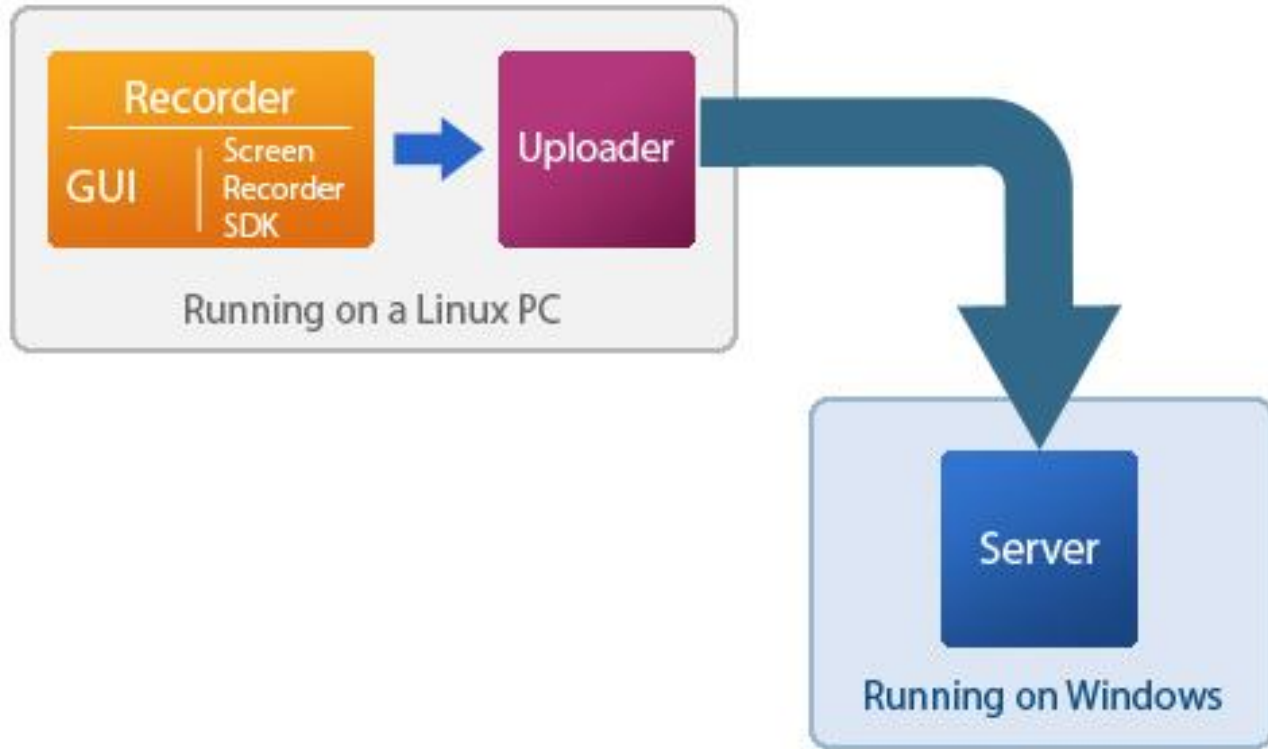 Recorder
GUI
Screen
Recorder
SDK
Uploader
Running on a Linux PC
Server
Running on Windows